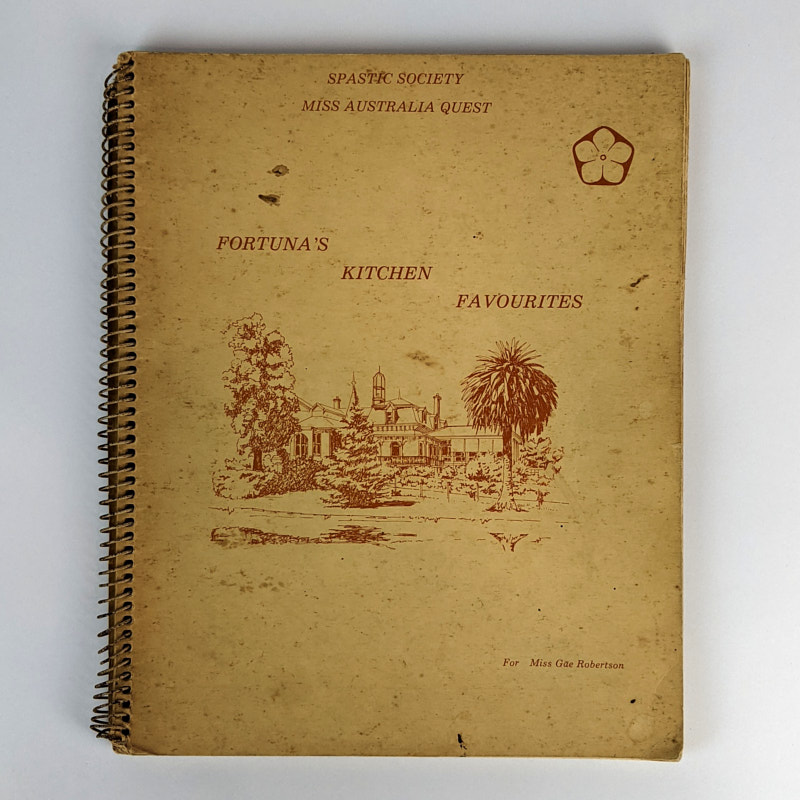 SPASTIC SOCIETY
MISS AUSTRALIA QUEST
FORTUNA'S
KITCHEN
FAVOURITES
For Miss Gae Robertson